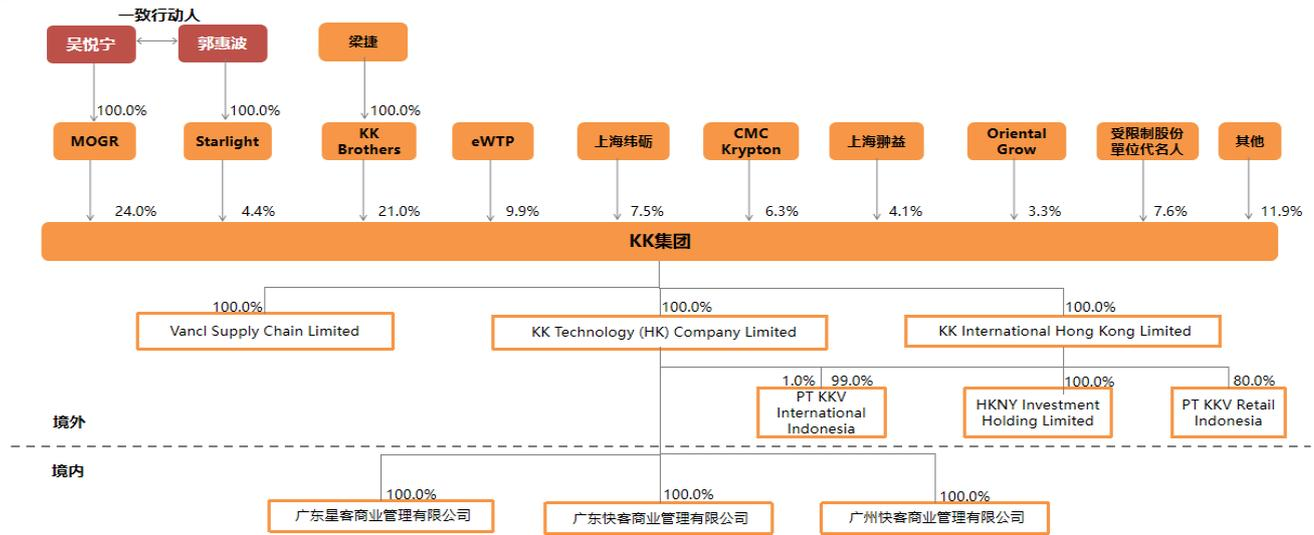 一致行动人
吴悦宁
郭惠波
梁捷
100.0%
100.0%
100.0%
MOGR
Starlight
KK
Brothers
eWTP
上海纬砺
CMC
Krypton
上海翀益
Oriental
Grow
受限制股份
單位代名人
其他
24.0%
4.4%
21.0%
9.9%
7.5%
6.3%
4.1%
3.3%
7.6%
11.9%
KK集团
100.0%
100.0%
100.0%
Vancl Supply Chain Limited
KK Technology (HK) Company Limited
KK International Hong Kong Limited
1.0%
99.0%
100.0%
80.0%
PT KKV
International
Indonesia
HKNY Investment
Holding Limited
PT KKV Retail
Indonesia
境外
境内
100.0%
100.0%
100.0%
广东星客商业管理有限公司
广东快客商业管理有限公司
广州快客商业管理有限公司